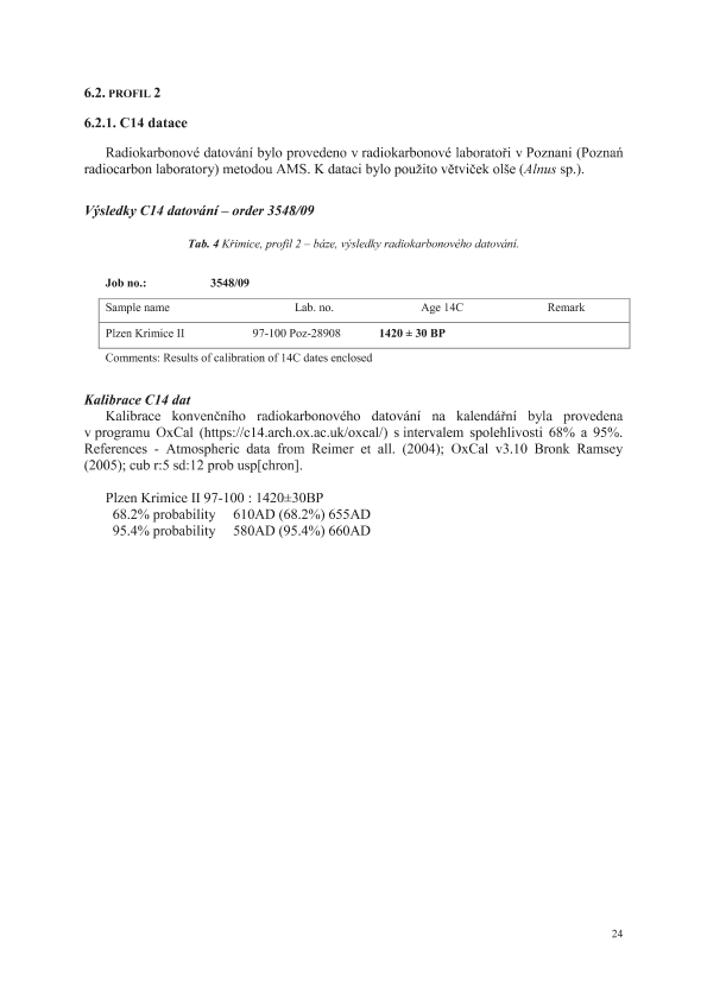 6.2. PROFIL 2
6.2.1. C14 datace
Radiokarbonové datování bylo provedeno v radiokarbonové laboratoři v Poznani (Poznań
radiocarbon laboratory) metodou AMS. K dataci bylo použito větviček olše (Alnus sp.).
Výsledky C14 datování – order 3548/09
Tab. 4 Křimice, profil 2 – báze, výsledky radiokarbonového datování.
Job no.: 3548/09
Sample name Lab. no. Age 14C Remark
Plzen Krimice II 97-100 Poz-28908 1420 ± 30 BP
Comments: Results of calibration of 14C dates enclosed
Kalibrace C14 dat
Kalibrace konvenčního radiokarbonového datování na kalendářní byla provedena
v programu OxCal (https://c14.arch.ox.ac.uk/oxcal/) s intervalem spolehlivosti 68% a 95%.
References - Atmospheric data from Reimer et all. (2004); OxCal v3.10 Bronk Ramsey
(2005); cub r:5 sd:12 prob usp[chron].
Plzen Krimice II 97-100 : 1420±30BP
68.2% probability 610AD (68.2%) 655AD
95.4% probability 580AD (95.4%) 660AD
24